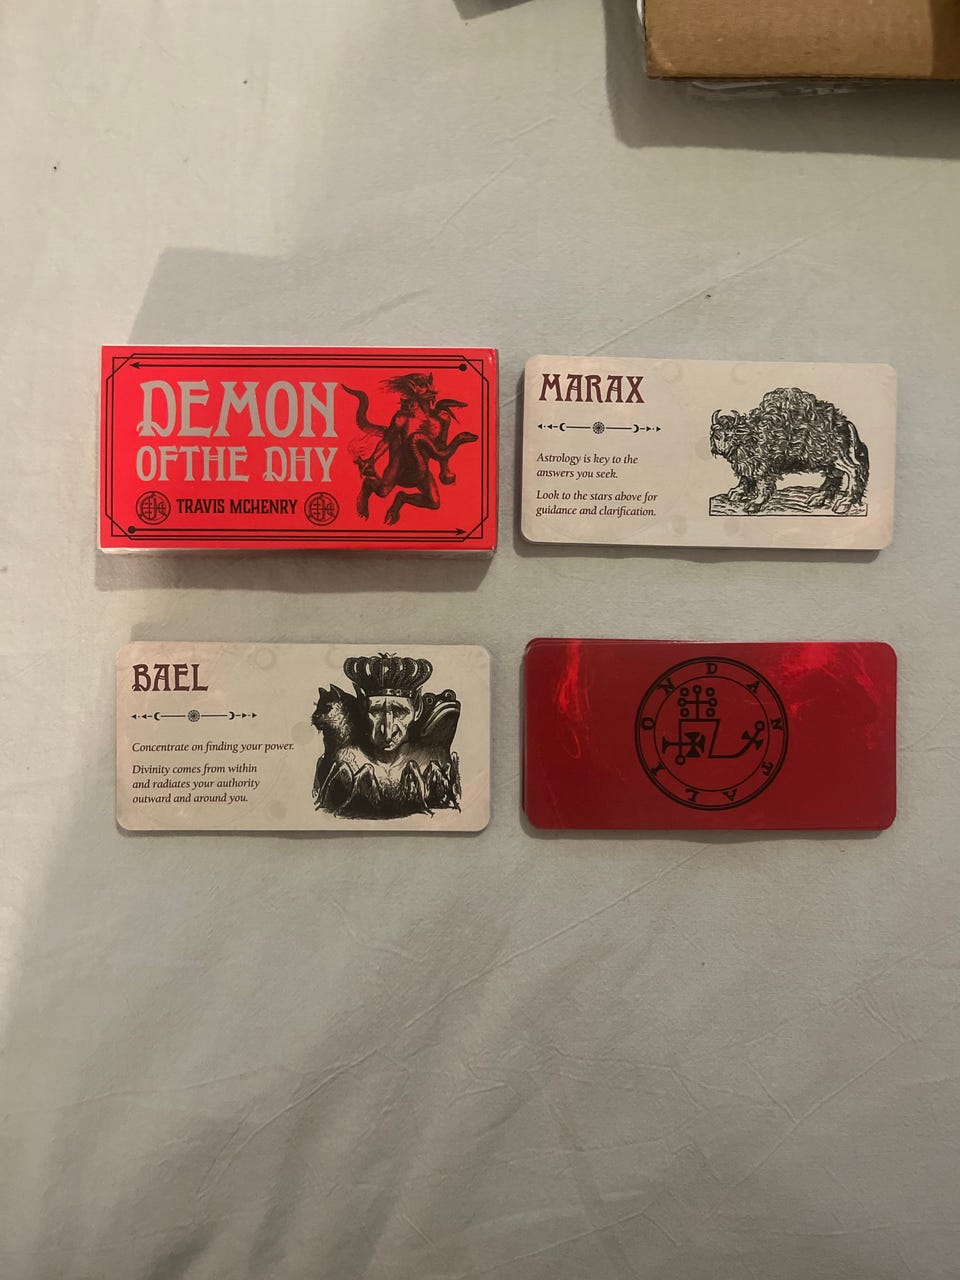 DEMON
OF THE DAY
TRAVIS MCHENRY
MARAX
Astrology is key to the
answers you seek.
Look to the stars above for
guidance and clarification.
BAEL
Concentrate on finding your power.
Divinity comes from within
and radiates your authority
outward and around you.
DANTALION